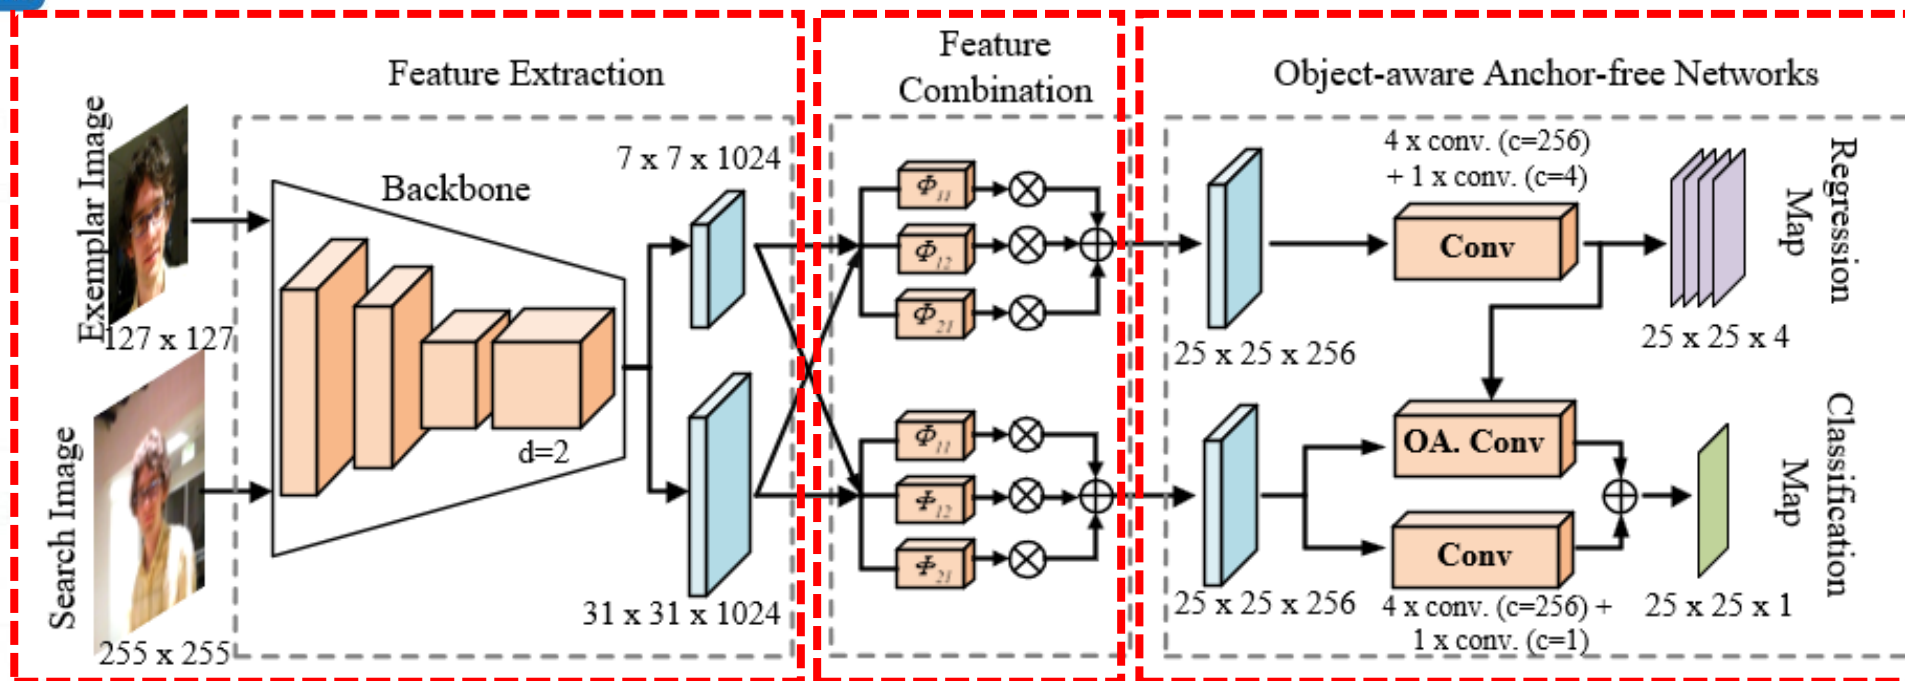 Feature Extraction
Exemplar Image
127 x 127
Search Image
255 x 255
Backbone
d=2
7 x 7 x 1024
31 x 31 x 1024
Feature
Combination
Φ11
Φ12
Φ21
Φ11
Φ12
Φ21
Object-aware Anchor-free Networks
25 x 25 x 256
4 x conv. (c=256)
+ 1 x conv. (c=4)
Conv
25 x 25 x 4
Regression
Map
25 x 25 x 256
OA. Conv
Conv
4 x conv. (c=256) +
1 x conv. (c=1)
25 x 25 x 1
Classification
Map